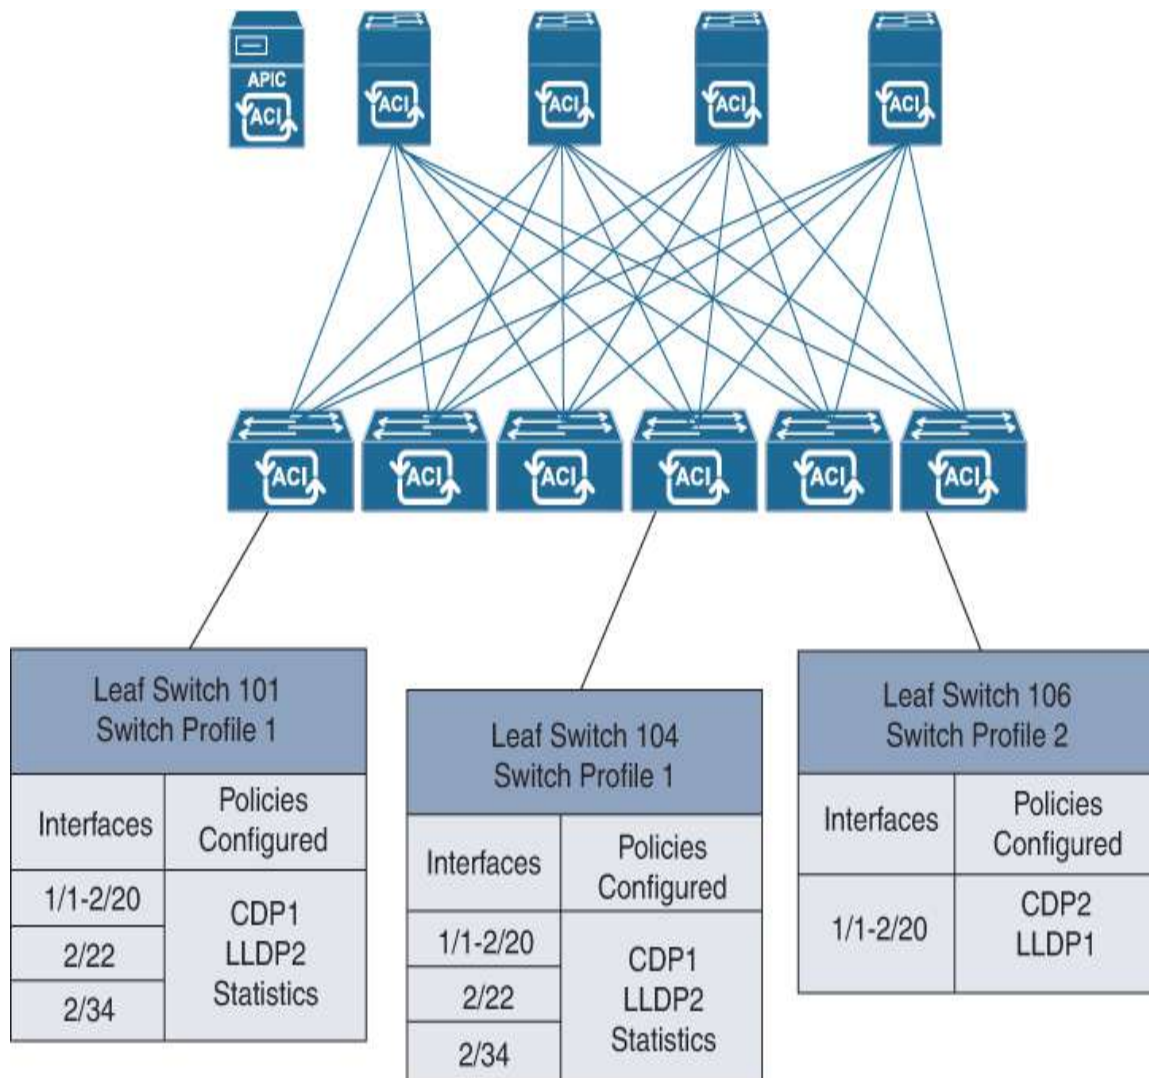 APIC
ACI
ACI
ACI
ACI
ACI
ACI
ACI
ACI
ACI
ACI
ACI
Leaf Switch 101
Switch Profile 1
Interfaces
Policies
Configured
1/1-2/20
2/22
2/34
CDP1
LLDP2
Statistics
Leaf Switch 104
Switch Profile 1
Interfaces
Policies
Configured
1/1-2/20
2/22
2/34
CDP1
LLDP2
Statistics
Leaf Switch 106
Switch Profile 2
Interfaces
Policies
Configured
1/1-2/20
CDP2
LLDP1